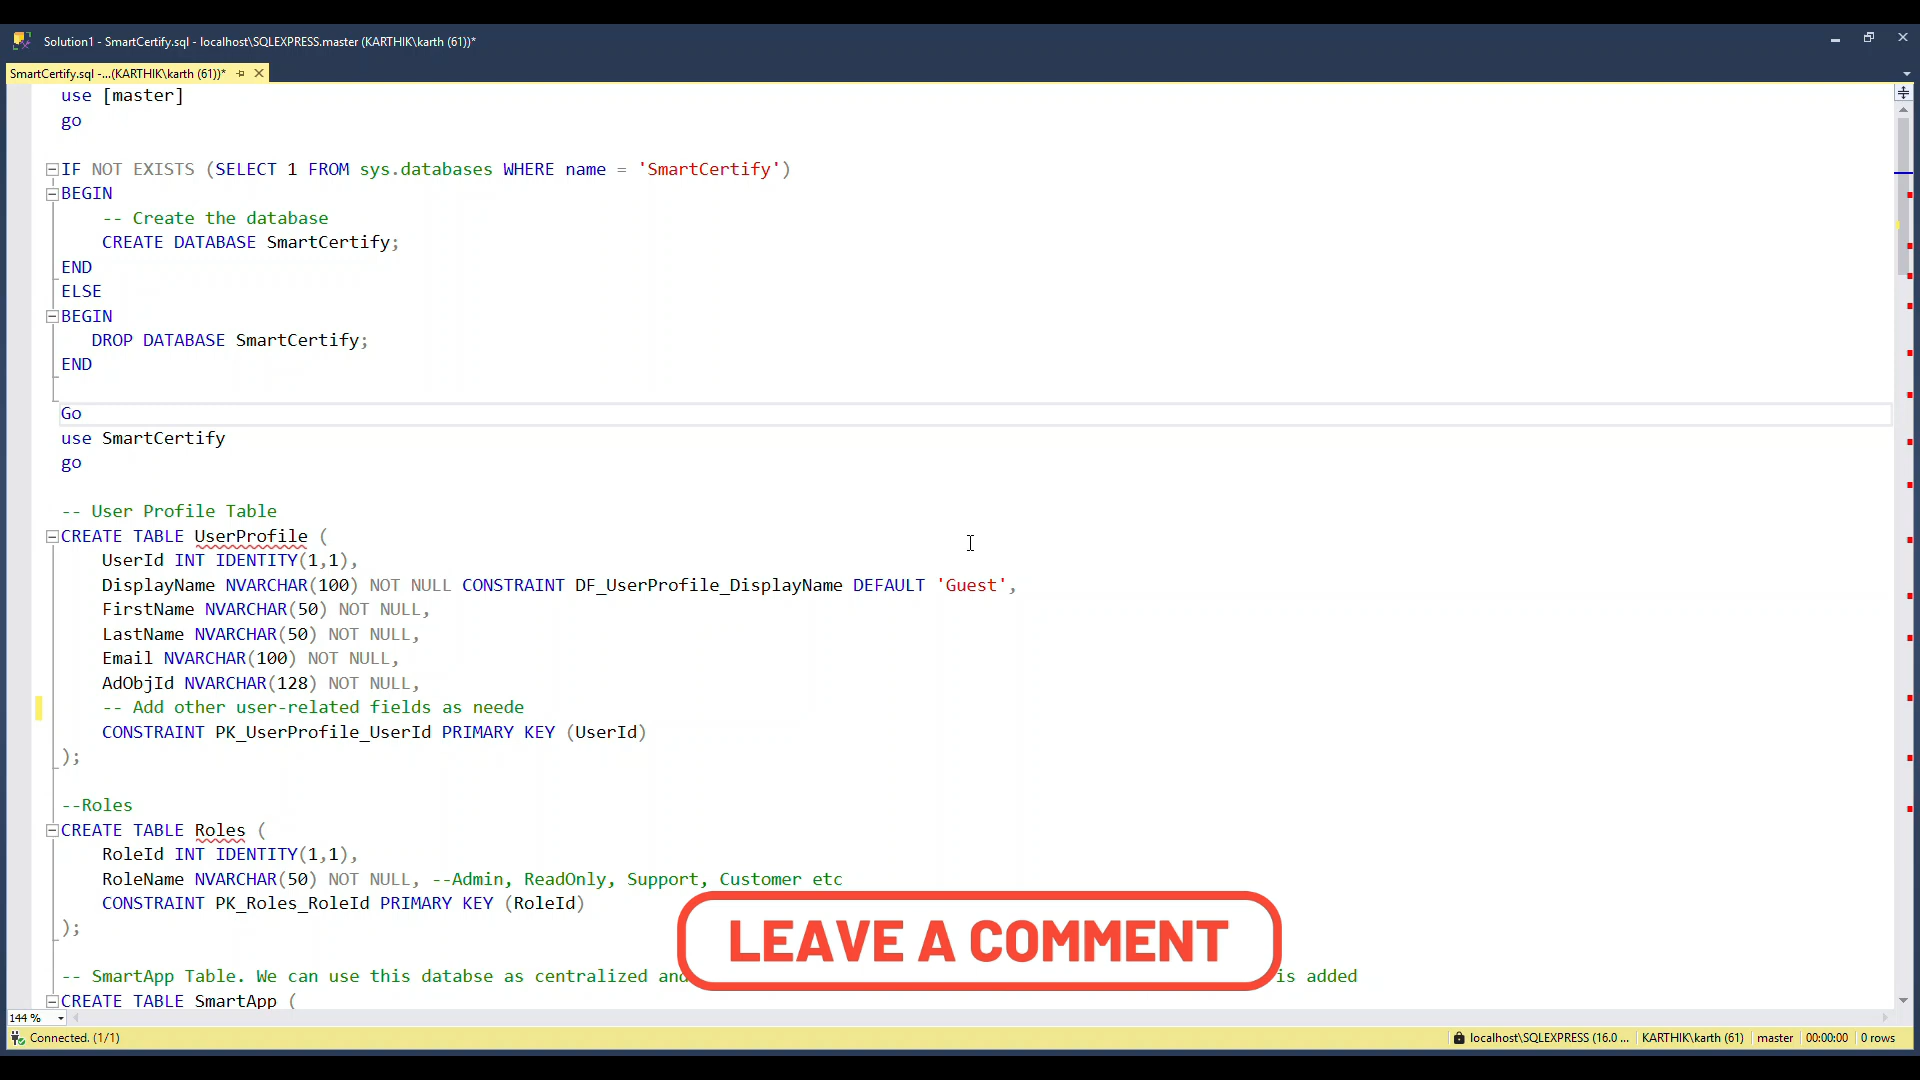 Solution1 - SmartCertify.sql - localhost\SQLEXPRESS.master (KARTHIK\karth (61))*
SmartCertify.sql -...(KARTHIK\karth (61))*
use [master]
go
IF NOT EXISTS (SELECT 1 FROM sys.databases WHERE name = 'SmartCertify')
BEGIN
-- Create the database
CREATE DATABASE SmartCertify;
END
ELSE
BEGIN
DROP DATABASE SmartCertify;
END
Go
use SmartCertify
go
-- User Profile Table
CREATE TABLE UserProfile (
UserId INT IDENTITY(1,1),
DisplayName NVARCHAR(100) NOT NULL CONSTRAINT DF_UserProfile_DisplayName DEFAULT 'Guest',
FirstName NVARCHAR(50) NOT NULL,
LastName NVARCHAR(50) NOT NULL,
Email NVARCHAR(100) NOT NULL,
AdObjId NVARCHAR(128) NOT NULL,
-- Add other user-related fields as neede
CONSTRAINT PK_UserProfile_UserId PRIMARY KEY (UserId)
);
--Roles
CREATE TABLE Roles (
RoleId INT IDENTITY(1,1),
RoleName NVARCHAR(50) NOT NULL, --Admin, ReadOnly, Support, Customer etc
CONSTRAINT PK_Roles_RoleId PRIMARY KEY (RoleId)
);
LEAVE A COMMENT
-- SmartApp Table. We can use this databse as centralized and is added
CREATE TABLE SmartApp (
144 %
Connected. (1/1)
localhost\SQLEXPRESS (16.0 ... KARTHIK\karth (61) master 00:00:00 0 rows